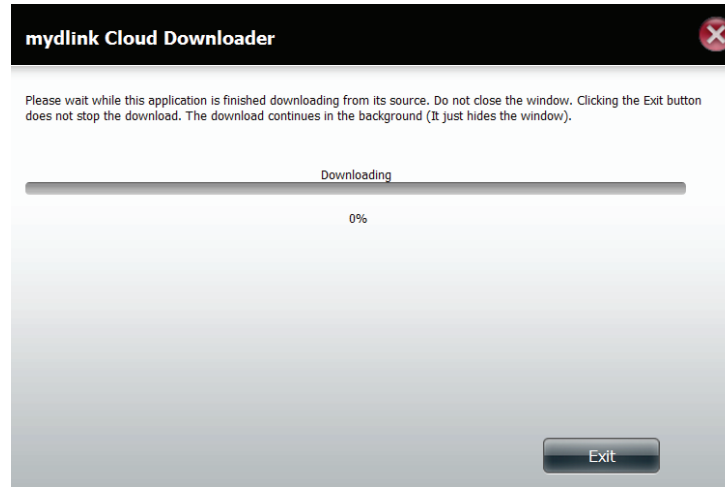 mydlink Cloud Downloader
Please wait while this application is finished downloading from its source. Do not close the window. Clicking the Exit button
does not stop the download. The download continues in the background (It just hides the window).
Downloading
0%
Exit